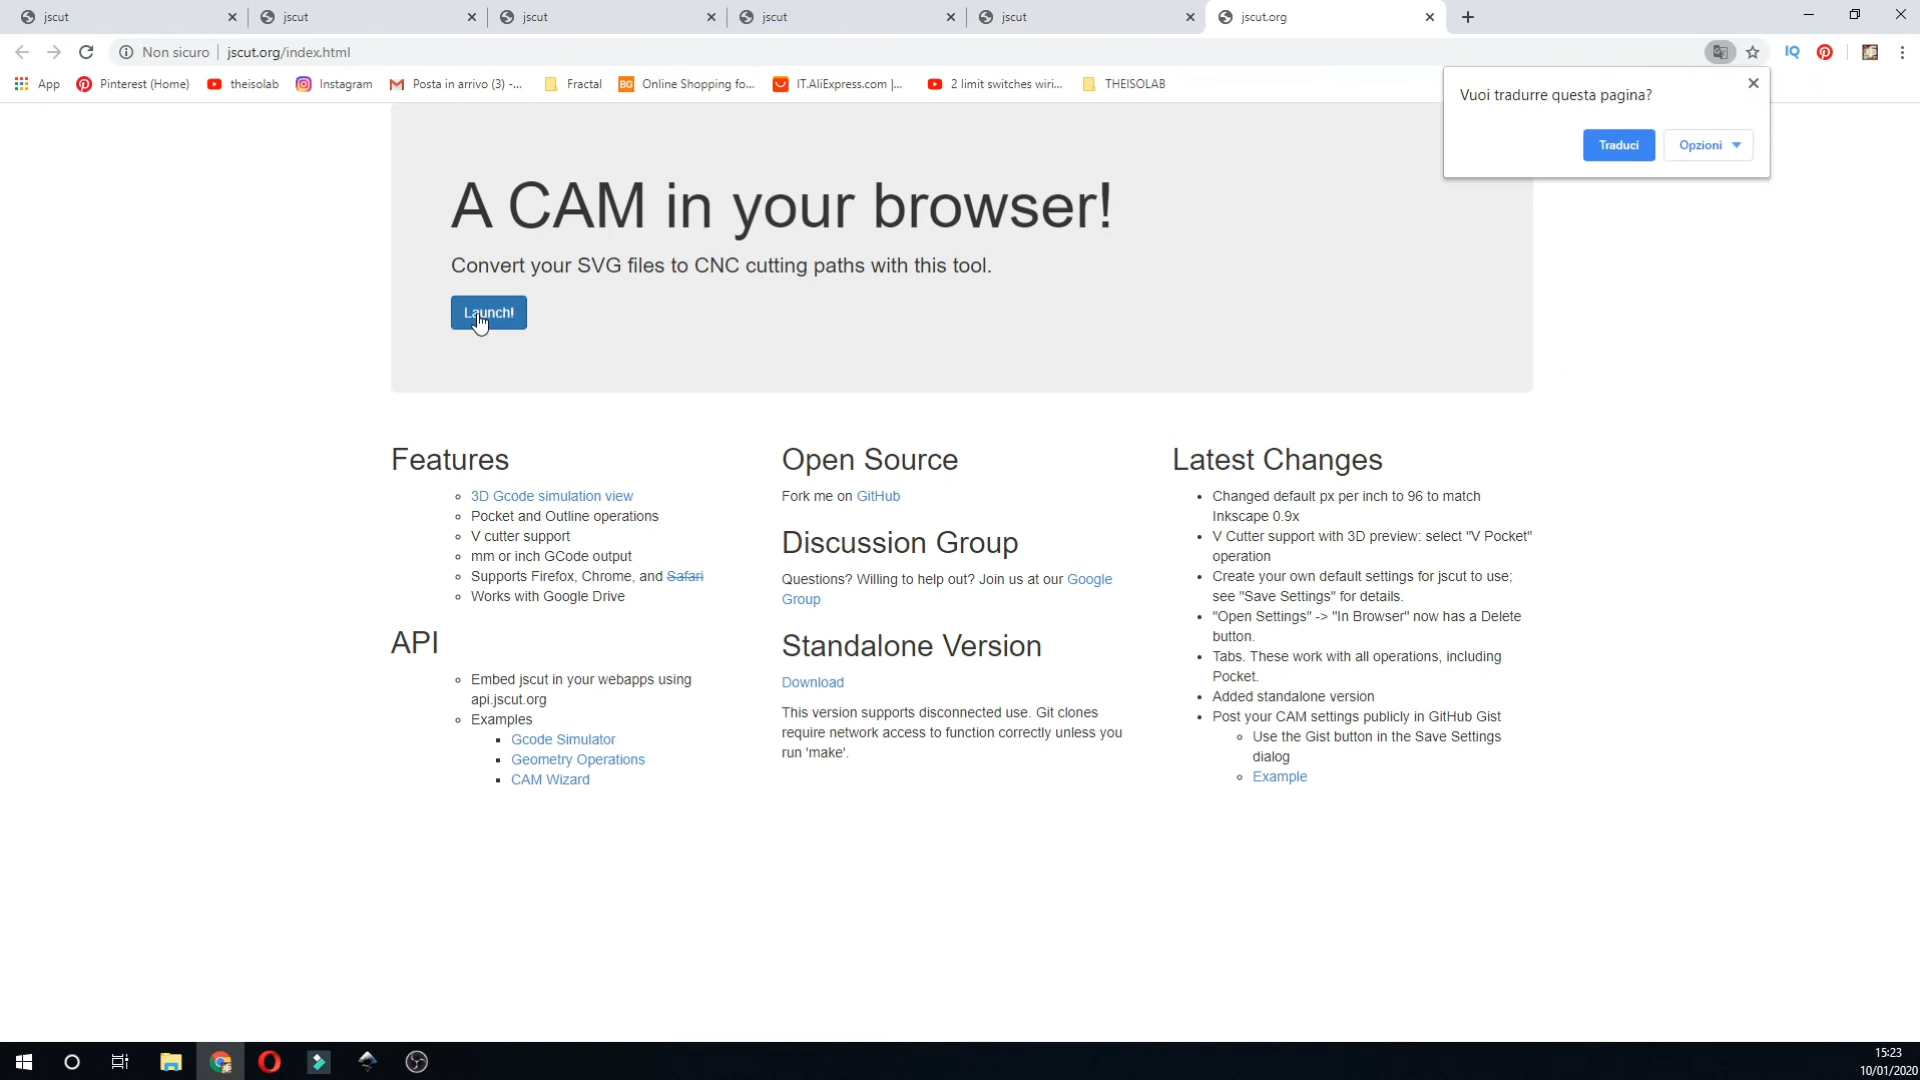 jscut
jscut
jscut
jscut
jscut
jscut.org
Non sicuro | jscut.org/index.html
IQ
App
Pinterest (Home)
theisolab
Instagram
Posta in arrivo (3) -...
Fractal
BG Online Shopping fo...
IT.AliExpress.com |...
2 limit switches wiri...
THEISOLAB
Vuoi tradurre questa pagina?
Traduci
Opzioni
A CAM in your browser!
Convert your SVG files to CNC cutting paths with this tool.
Launch!
Features
3D Gcode simulation view
Pocket and Outline operations
V cutter support
mm or inch GCode output
Supports Firefox, Chrome, and Safari
Works with Google Drive
API
Embed jscut in your webapps using
api.jscut.org
Examples
Gcode Simulator
Geometry Operations
CAM Wizard
Open Source
Fork me on GitHub
Discussion Group
Questions? Willing to help out? Join us at our Google
Group
Standalone Version
Download
This version supports disconnected use. Git clones
require network access to function correctly unless you
run 'make'.
Latest Changes
Changed default px per inch to 96 to match
Inkscape 0.9x
V Cutter support with 3D preview: select "V Pocket"
operation
Create your own default settings for jscut to use;
see "Save Settings" for details.
"Open Settings" -> "In Browser" now has a Delete
button.
Tabs. These work with all operations, including
Pocket.
Added standalone version
Post your CAM settings publicly in GitHub Gist
Use the Gist button in the Save Settings
dialog
Example
15:23
10/01/2020